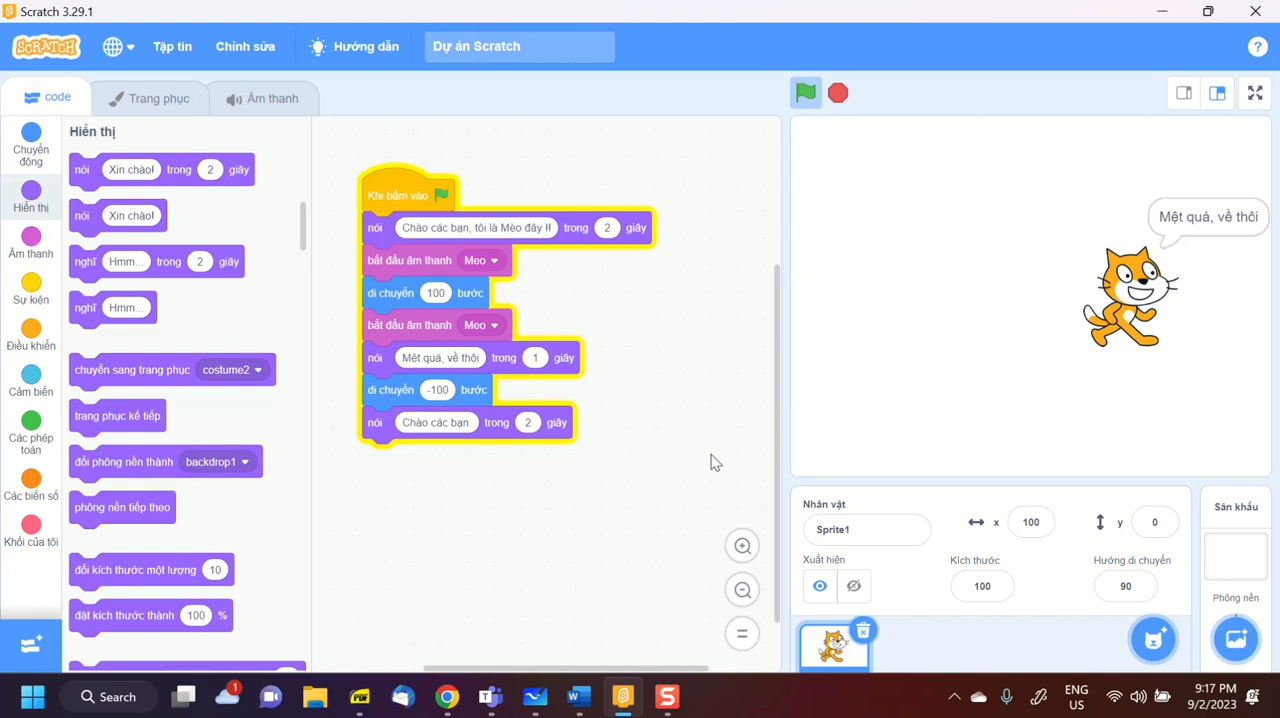 Scratch 3.29.1
SCRATCH Tập tin Chỉnh sửa Hướng dẫn Dự án Scratch ?
code Trang phục Âm thanh
Chuyển động
Hiển thị
Âm thanh
Sự kiện
Điều khiển
Cảm biến
Các phép toán
Các biến số
Khối của tôi
Hiển thị
nói Xin chào! trong 2 giây
nói Xin chào!
nghĩ Hmm... trong 2 giây
nghĩ Hmm...
chuyển sang trang phục costume2
trang phục kế tiếp
đổi phông nền thành backdrop1
phông nền tiếp theo
đổi kích thước một lượng 10
đặt kích thước thành 100 %
Khi bấm vào
nói Chào các bạn, tôi là Mèo đây !! trong 2 giây
bắt đầu âm thanh Meo
di chuyển 100 bước
bắt đầu âm thanh Meo
nói Mệt quá, về thôi trong 1 giây
di chuyển -100 bước
nói Chào các bạn. trong 2 giây
Mệt quá, về thôi
Nhân vật
Sprite1 x 100 y 0
Xuất hiện Kích thước Hướng di chuyển
100 90
Sân khấu
Phông nền
Search 1 PDF W S ENG
US
9:17 PM
9/2/2023